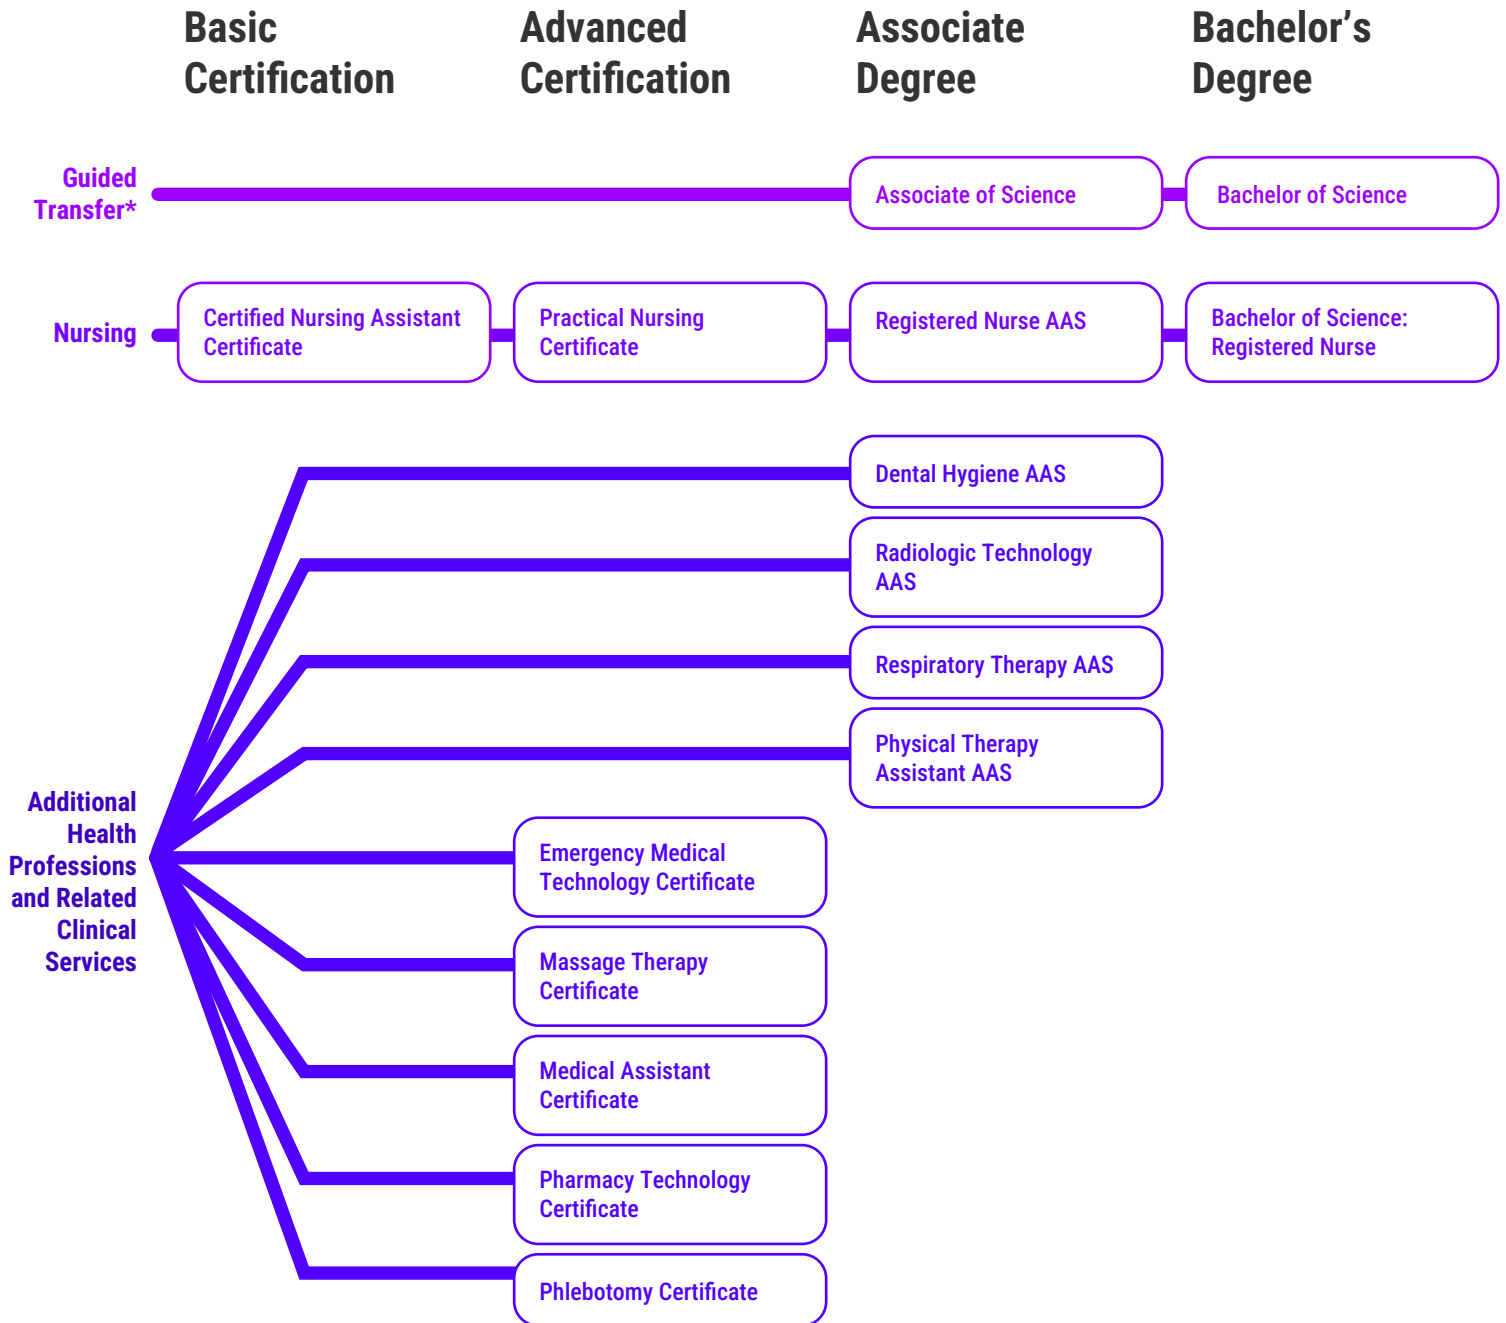 Basic
Certification
Advanced
Certification
Associate
Degree
Bachelor’s
Degree
Guided
Transfer*
Associate of Science
Bachelor of Science
Nursing
Certified Nursing Assistant
Certificate
Practical Nursing
Certificate
Registered Nurse AAS
Bachelor of Science:
Registered Nurse
Additional
Health
Professions
and Related
Clinical
Services
Dental Hygiene AAS
Radiologic Technology
AAS
Respiratory Therapy AAS
Physical Therapy
Assistant AAS
Emergency Medical
Technology Certificate
Massage Therapy
Certificate
Medical Assistant
Certificate
Pharmacy Technology
Certificate
Phlebotomy Certificate